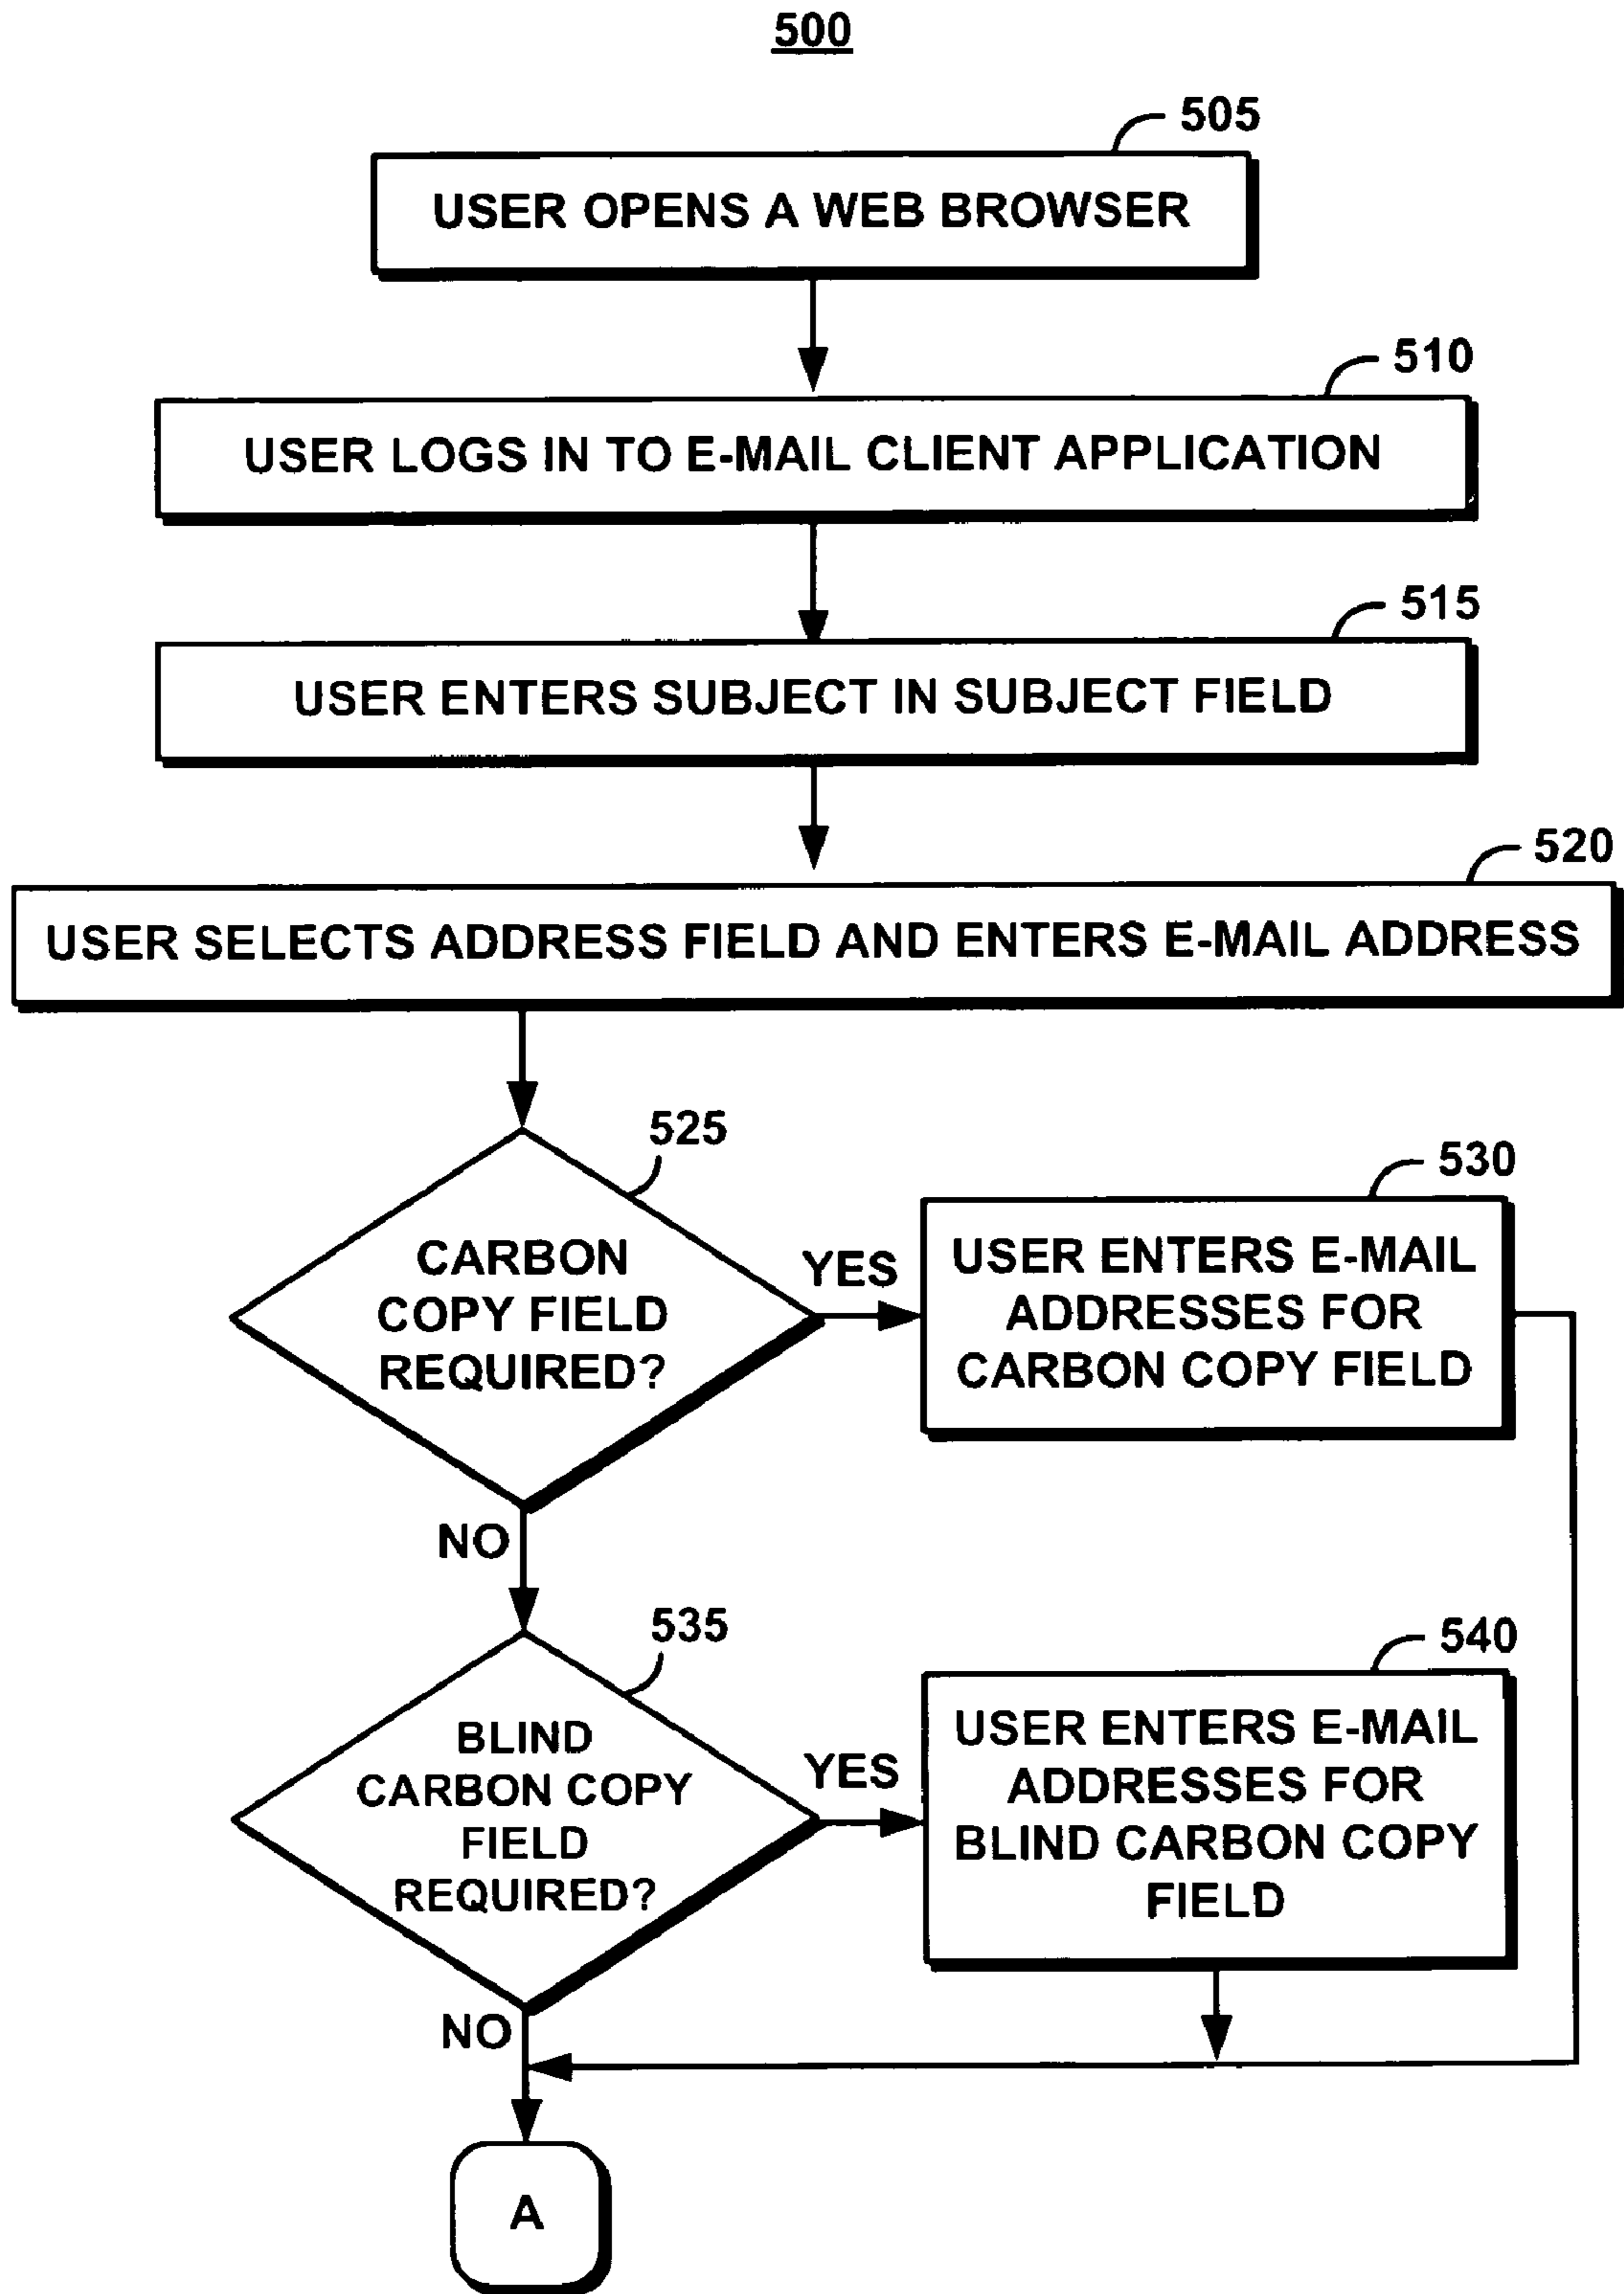 500
505
USER OPENS A WEB BROWSER
510
USER LOGS IN TO E-MAIL CLIENT APPLICATION
515
USER ENTERS SUBJECT IN SUBJECT FIELD
520
USER SELECTS ADDRESS FIELD AND ENTERS E-MAIL ADDRESS
525
CARBON
COPY FIELD
REQUIRED?
YES
530
USER ENTERS E-MAIL
ADDRESSES FOR
CARBON COPY FIELD
NO
535
BLIND
CARBON COPY
FIELD
REQUIRED?
YES
540
USER ENTERS E-MAIL
ADDRESSES FOR
BLIND CARBON COPY
FIELD
NO
A